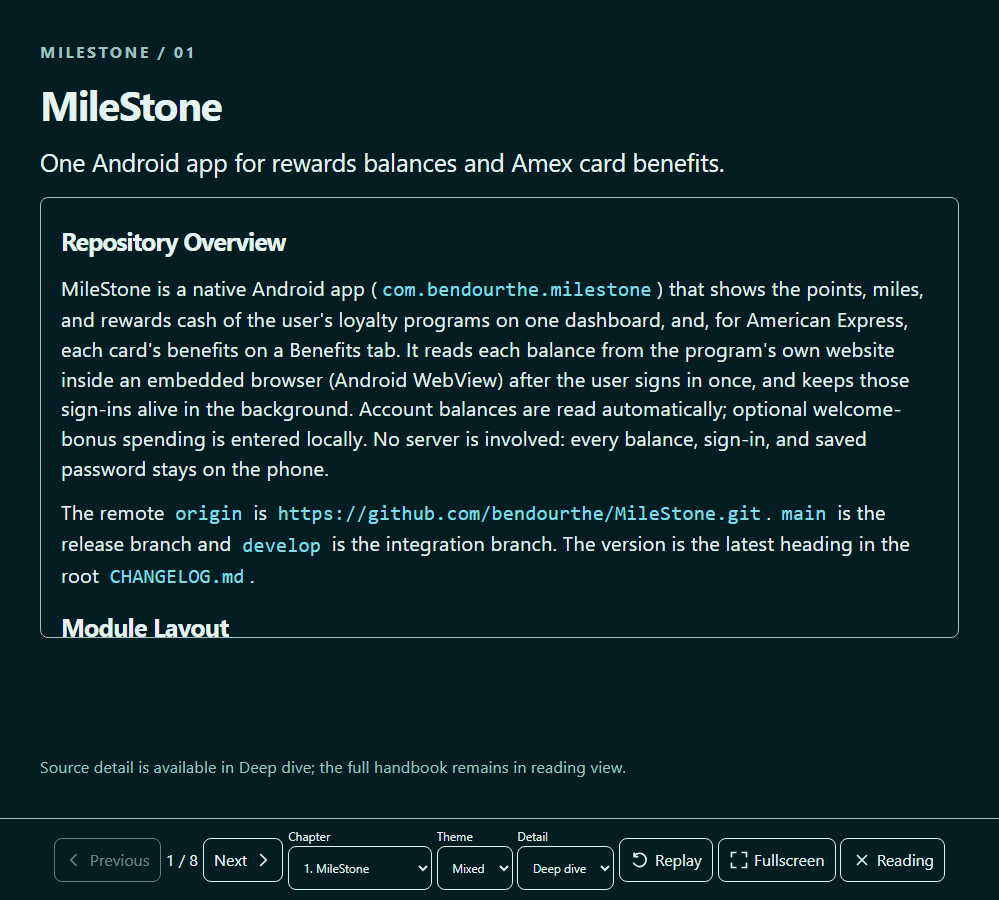 MILESTONE / 01
MileStone
One Android app for rewards balances and Amex card benefits.
Repository Overview
MileStone is a native Android app ( com.bendourthe.milestone ) that shows the points, miles,
and rewards cash of the user's loyalty programs on one dashboard, and, for American Express,
each card's benefits on a Benefits tab. It reads each balance from the program's own website
inside an embedded browser (Android WebView) after the user signs in once, and keeps those
sign-ins alive in the background. Account balances are read automatically; optional welcome-
bonus spending is entered locally. No server is involved: every balance, sign-in, and saved
password stays on the phone.
The remote origin is https://github.com/bendourthe/MileStone.git . main is the
release branch and develop is the integration branch. The version is the latest heading in the
root CHANGELOG.md .
Module Layout
Source detail is available in Deep dive; the full handbook remains in reading view.
Chapter Theme Detail
Previous 1 / 8 Next 1. MileStone Mixed Deep dive Replay Fullscreen Reading